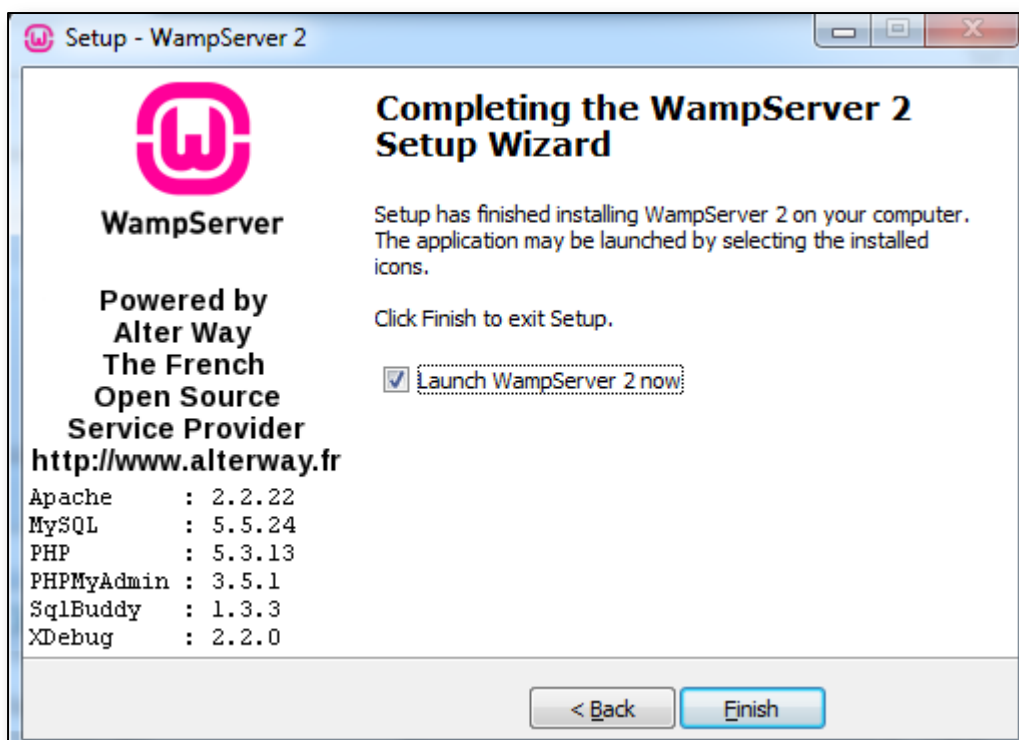 Setup - WampServer 2
WampServer
Powered by
Alter Way
The French
Open Source
Service Provider
http://www.alterway.fr
Apache : 2.2.22
MySQL : 5.5.24
PHP : 5.3.13
PHPMyAdmin : 3.5.1
SqlBuddy : 1.3.3
XDebug : 2.2.0
Completing the WampServer 2
Setup Wizard
Setup has finished installing WampServer 2 on your computer.
The application may be launched by selecting the installed
icons.
Click Finish to exit Setup.
Launch WampServer 2 now
< Back
Finish